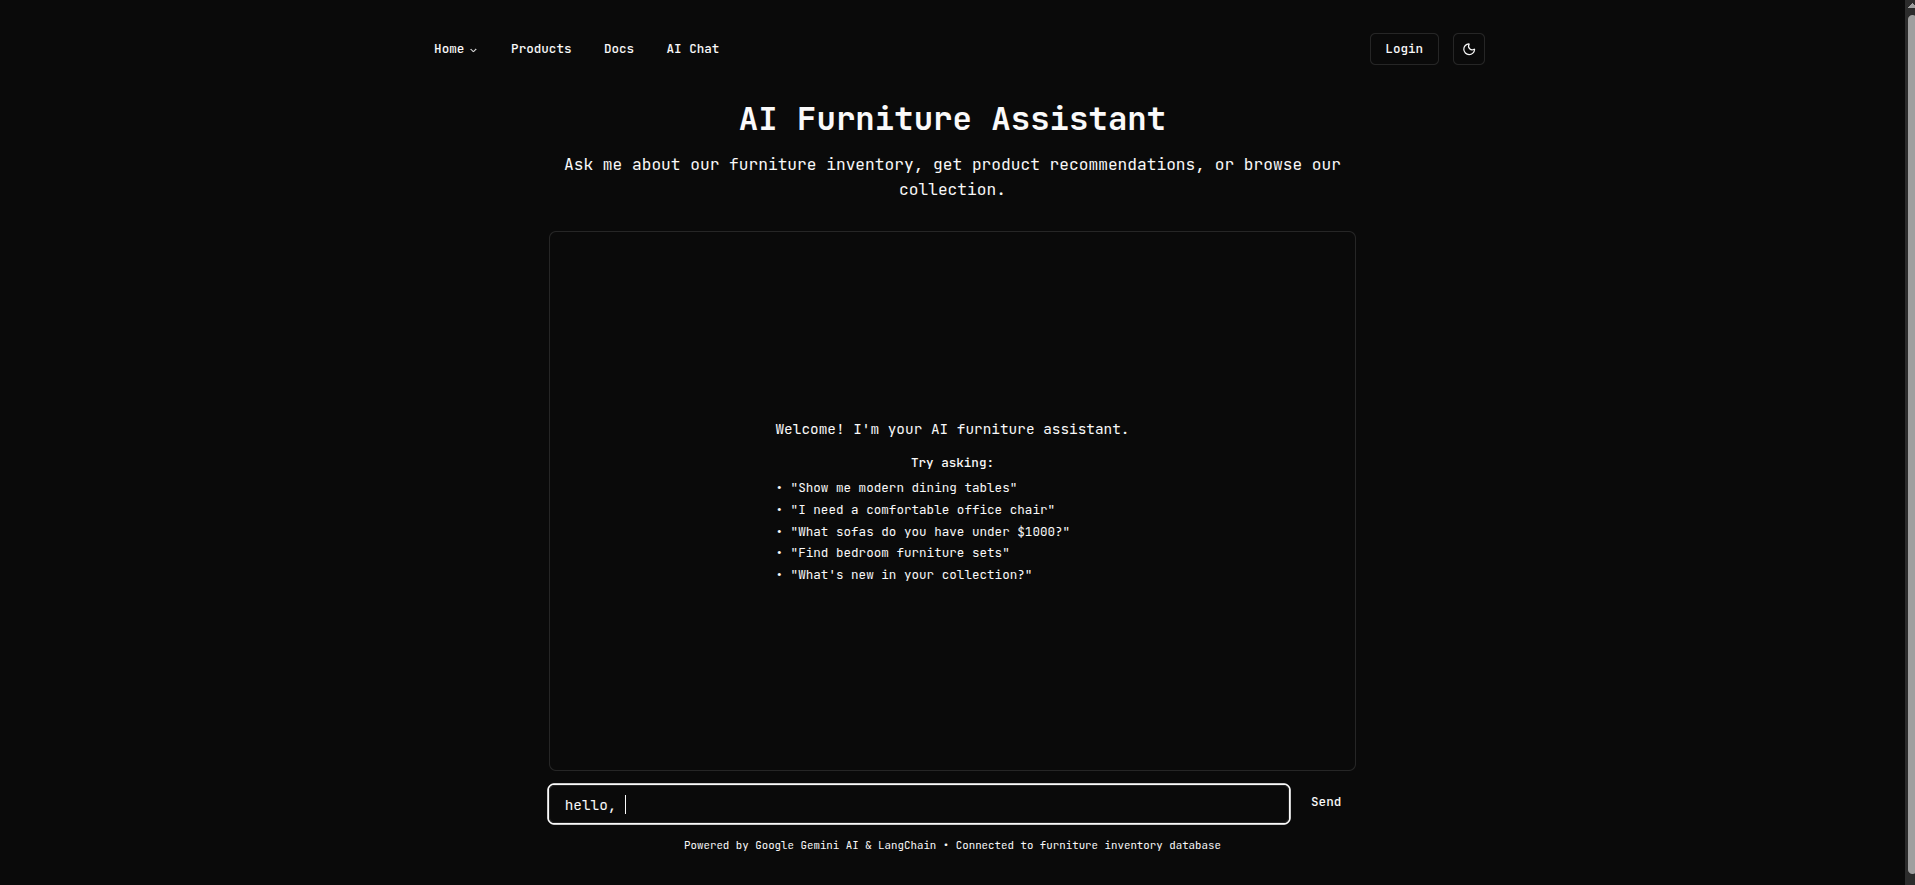 Home Products Docs AI Chat Login
AI Furniture Assistant
Ask me about our furniture inventory, get product recommendations, or browse our
collection.
Welcome! I'm your AI furniture assistant.
Try asking:
• "Show me modern dining tables"
• "I need a comfortable office chair"
• "What sofas do you have under $1000?"
• "Find bedroom furniture sets"
• "What's new in your collection?"
hello,
Send
Powered by Google Gemini AI & LangChain • Connected to furniture inventory database